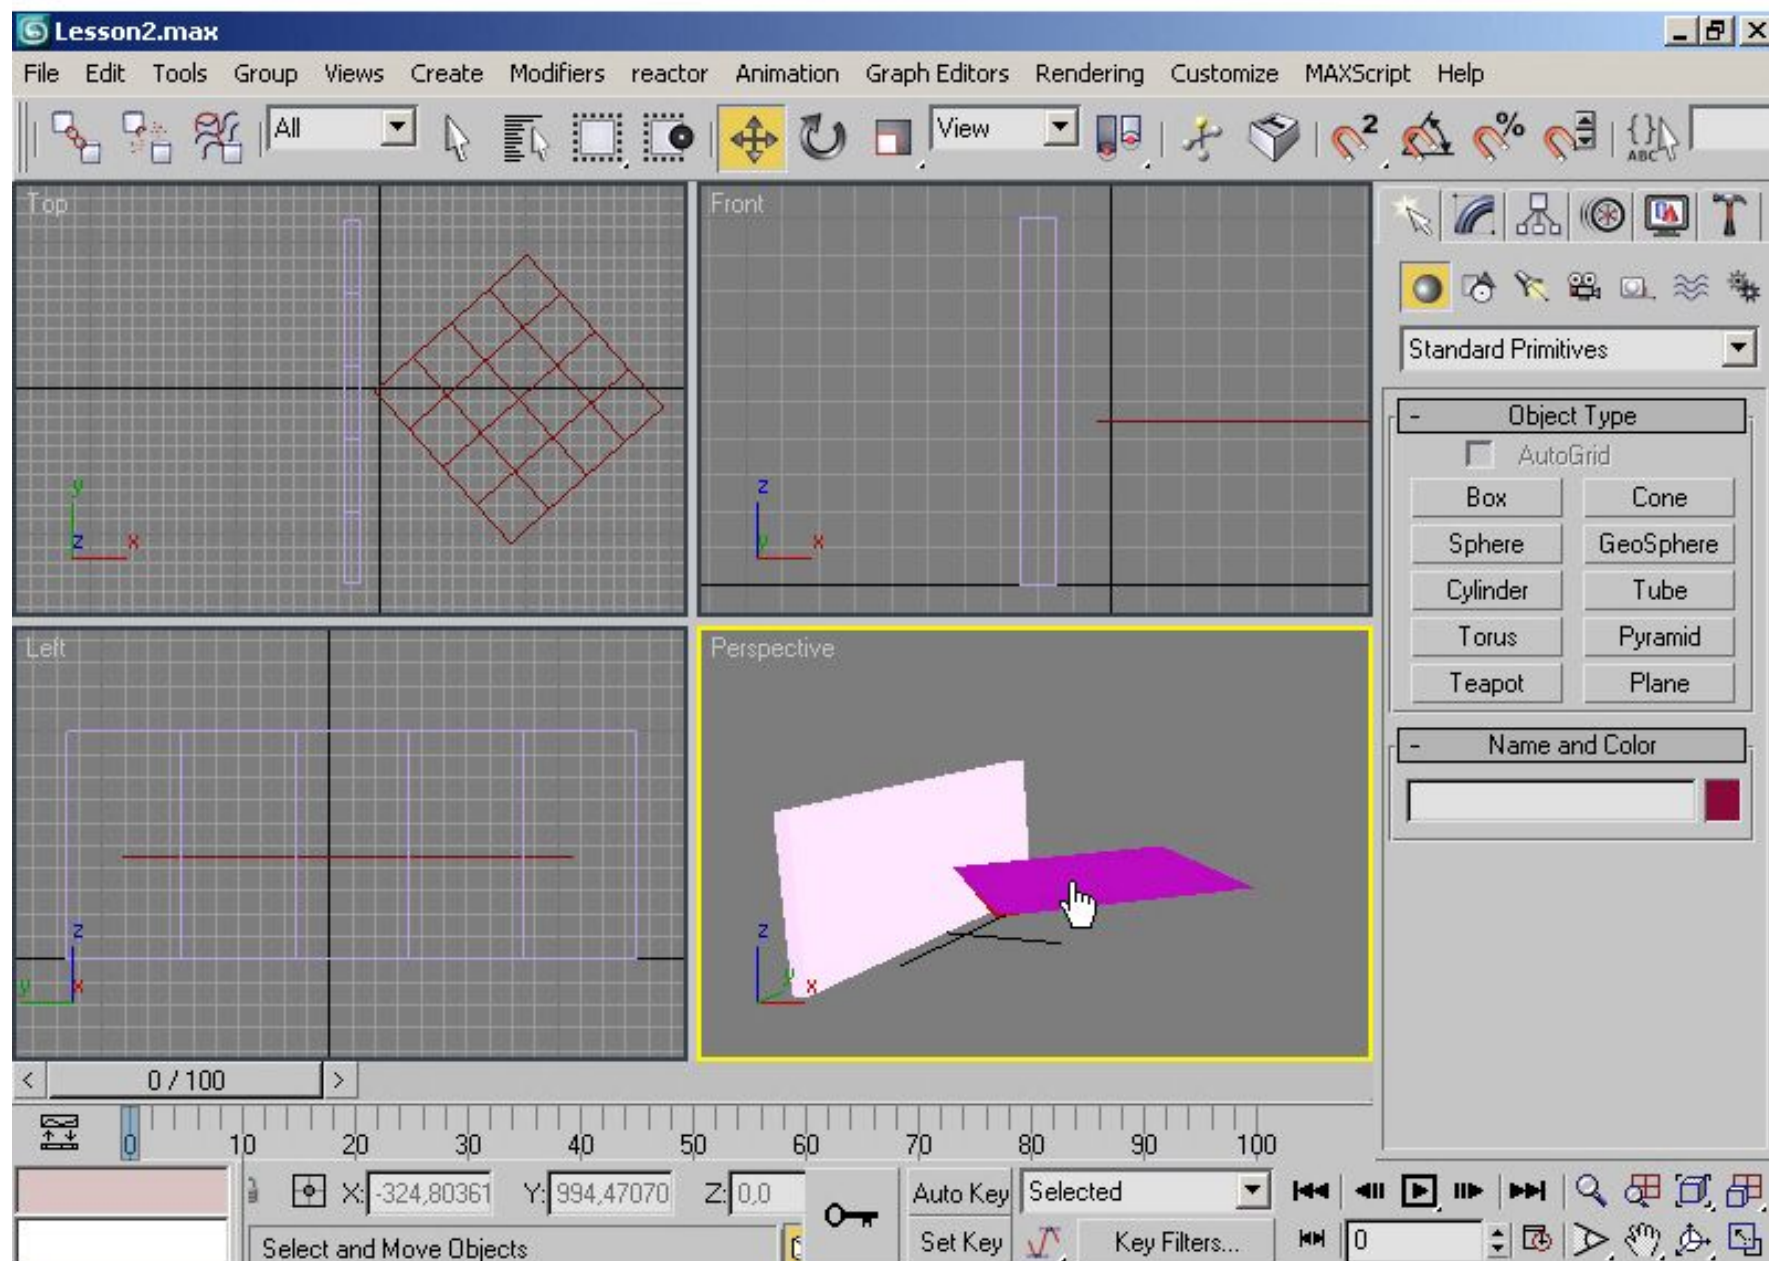 Lesson2.max
File Edit Tools Group Views Create Modifiers reactor Animation Graph Editors Rendering Customize MAXScript Help
All View 2 % {} ABC
Top
y
z x
Front
z
y x
Left
z
y x
Perspective
z
y x
Standard Primitives
- Object Type
AutoGrid
Box Cone
Sphere GeoSphere
Cylinder Tube
Torus Pyramid
Teapot Plane
- Name and Color
< 0 / 100 >
0 10 20 30 40 50 60 70 80 90 100
X: -324,80361 Y: 994,47070 Z: 0,0 Auto Key Selected
Select and Move Objects Set Key Key Filters... 0